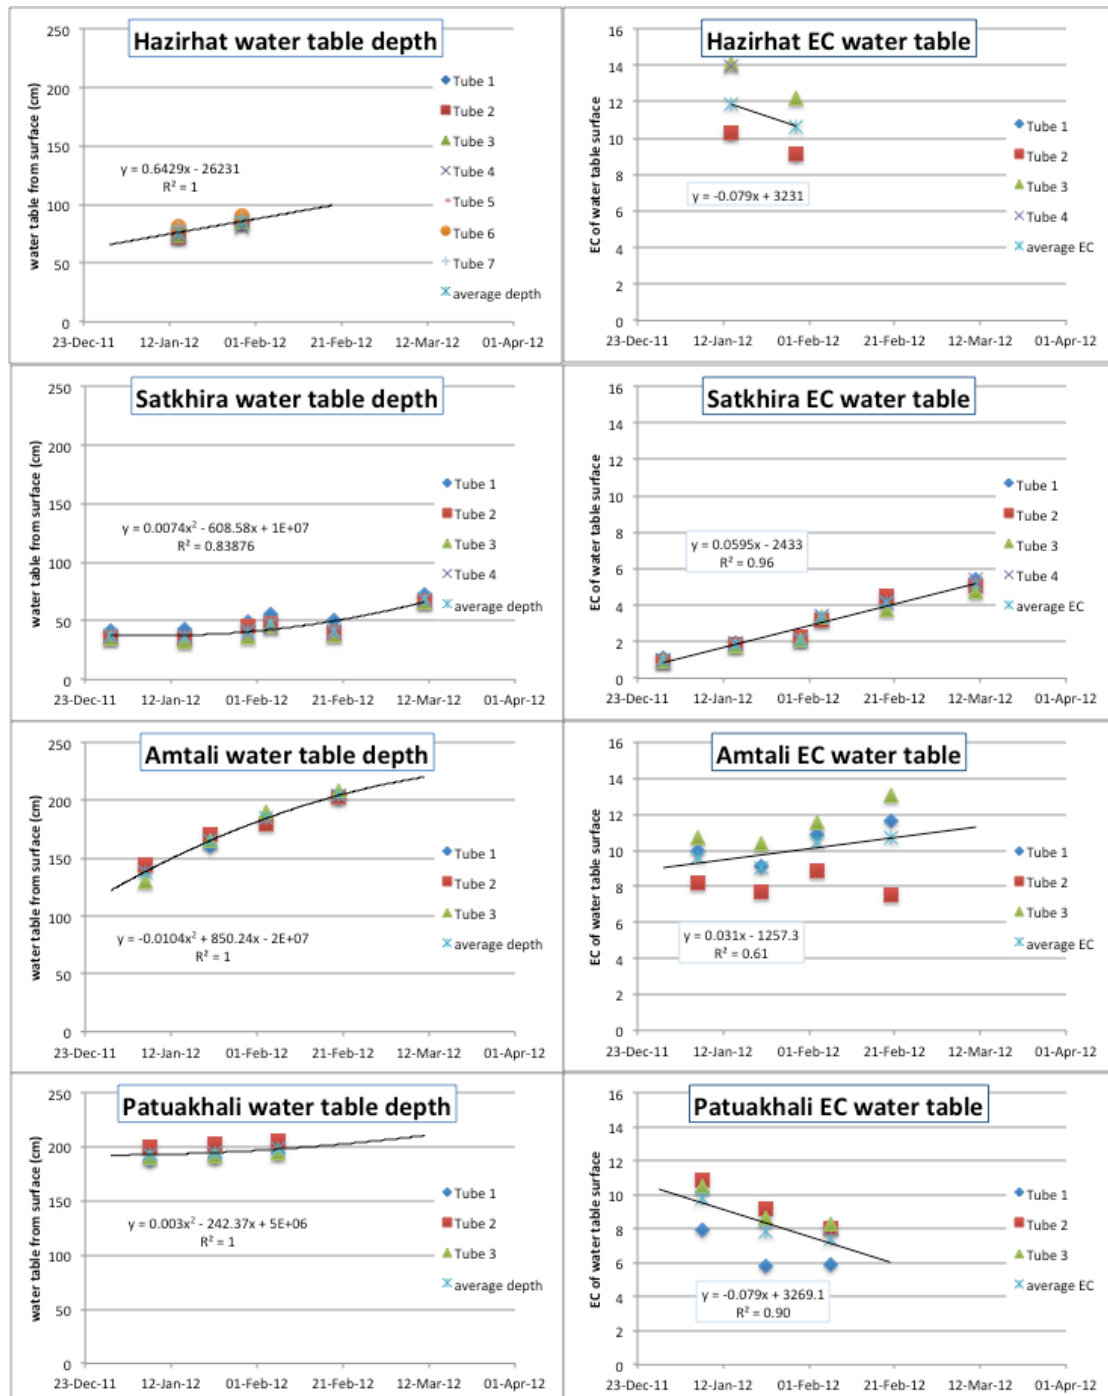 Hazirhat water table depth
250
200
150
100
50
0
water table from surface (cm)
y = 0.6429x - 26231
R² = 1
Tube 1
Tube 2
Tube 3
Tube 4
Tube 5
Tube 6
Tube 7
average depth
23-Dec-11 12-Jan-12 01-Feb-12 21-Feb-12 12-Mar-12 01-Apr-12
Hazirhat EC water table
16
14
12
10
8
6
4
2
0
EC of water table surface
y = -0.079x + 3231
Tube 1
Tube 2
Tube 3
Tube 4
average EC
23-Dec-11 12-Jan-12 01-Feb-12 21-Feb-12 12-Mar-12 01-Apr-12
Satkhira water table depth
250
200
150
100
50
0
water table from surface (cm)
y = 0.0074x² - 608.58x + 1E+07
R² = 0.83876
Tube 1
Tube 2
Tube 3
Tube 4
average depth
23-Dec-11 12-Jan-12 01-Feb-12 21-Feb-12 12-Mar-12 01-Apr-12
Satkhira EC water table
16
14
12
10
8
6
4
2
0
EC of water table surface
y = 0.0595x - 2433
R² = 0.96
Tube 1
Tube 2
Tube 3
Tube 4
average EC
23-Dec-11 12-Jan-12 01-Feb-12 21-Feb-12 12-Mar-12 01-Apr-12
Amtali water table depth
250
200
150
100
50
0
water table from surface (cm)
y = -0.0104x² + 850.24x - 2E+07
R² = 1
Tube 1
Tube 2
Tube 3
average depth
23-Dec-11 12-Jan-12 01-Feb-12 21-Feb-12 12-Mar-12 01-Apr-12
Amtali EC water table
16
14
12
10
8
6
4
2
0
EC of water table surface
y = 0.031x - 1257.3
R² = 0.61
Tube 1
Tube 2
Tube 3
average EC
23-Dec-11 12-Jan-12 01-Feb-12 21-Feb-12 12-Mar-12 01-Apr-12
Patuakhali water table depth
250
200
150
100
50
0
water table from surface (cm)
y = 0.003x² - 242.37x + 5E+06
R² = 1
Tube 1
Tube 2
Tube 3
average depth
23-Dec-11 12-Jan-12 01-Feb-12 21-Feb-12 12-Mar-12 01-Apr-12
Patuakhali EC water table
16
14
12
10
8
6
4
2
0
EC of water table surface
y = -0.079x + 3269.1
R² = 0.90
Tube 1
Tube 2
Tube 3
average EC
23-Dec-11 12-Jan-12 01-Feb-12 21-Feb-12 12-Mar-12 01-Apr-12